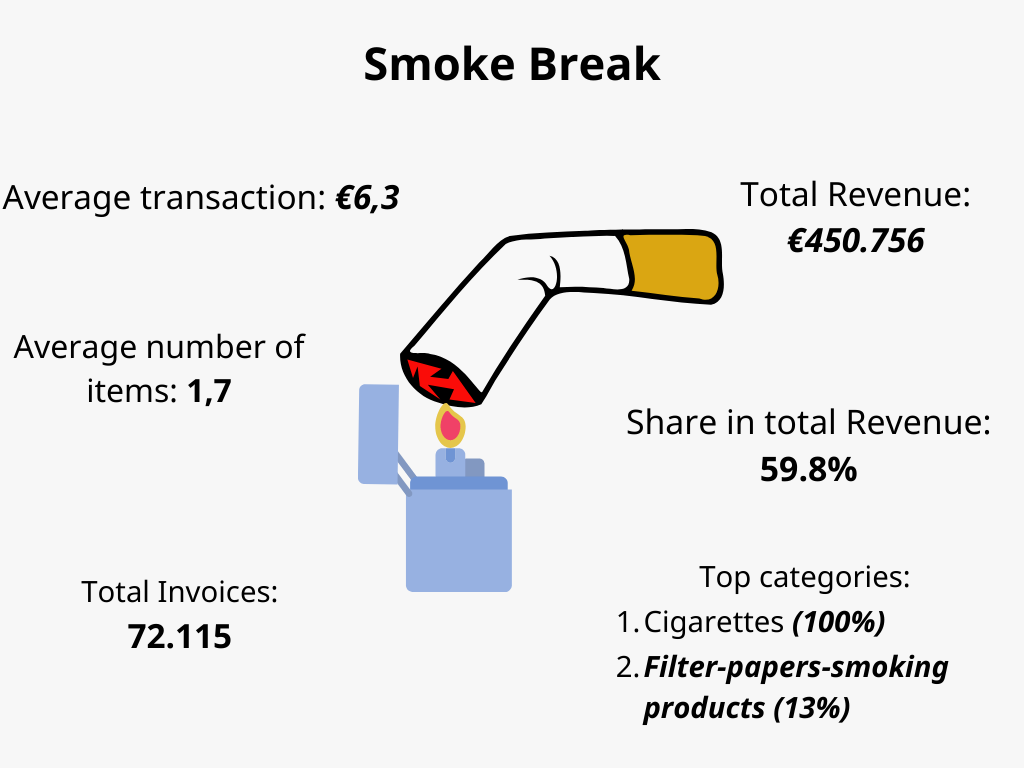 Smoke Break
Average transaction: €6,3
Total Revenue:
€450.756
Average number of
items: 1,7
Share in total Revenue:
59.8%
Total Invoices:
72.115
Top categories:
1. Cigarettes (100%)
2. Filter-papers-smoking
products (13%)